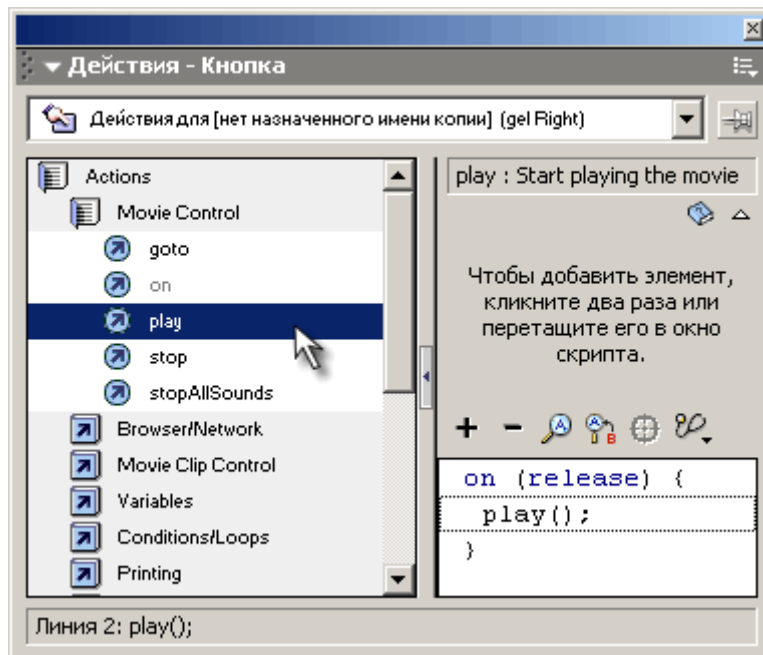 Действия - Кнопка
Действия для [нет назначенного имени копии] (gel Right)
Actions
Movie Control
goto
on
play
stop
stopAllSounds
Browser/Network
Movie Clip Control
Variables
Conditions/Loops
Printing
play : Start playing the movie
Чтобы добавить элемент,
кликните два раза или
перетащите его в окно
скрипта.
on (release) {
play();
}
Линия 2: play();